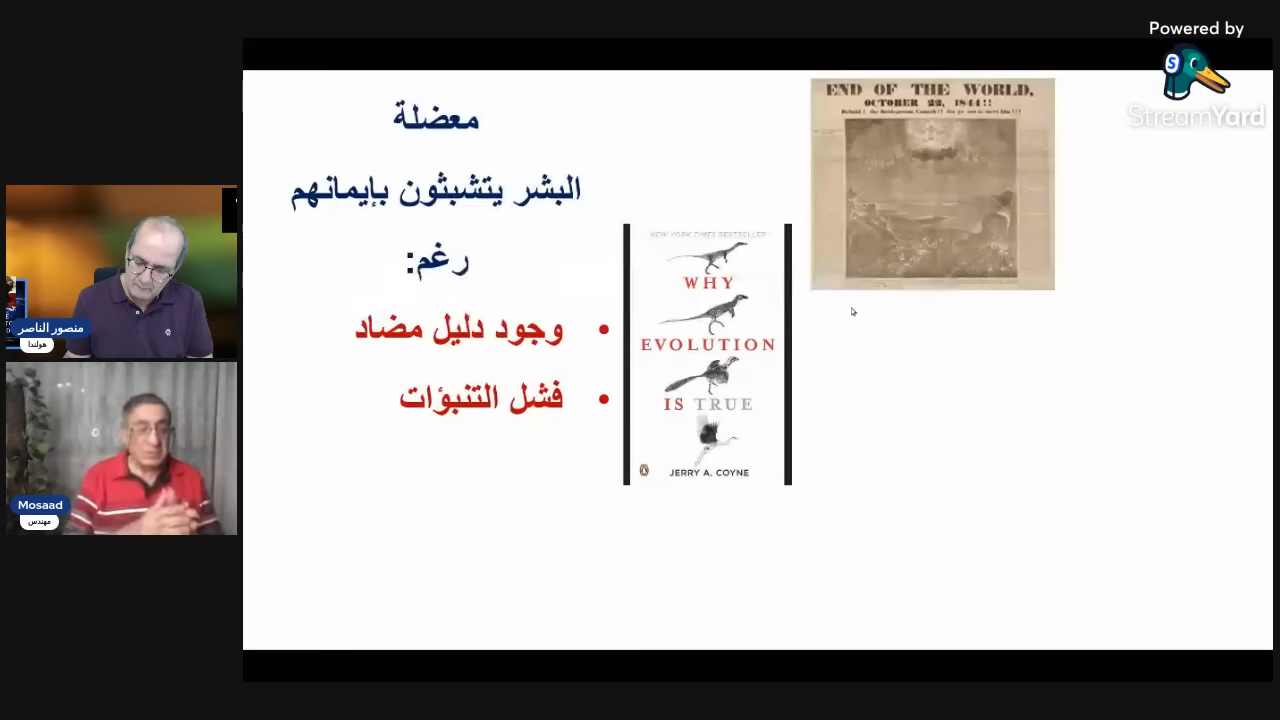 Powered by
StreamYard
معضلة
البشر يتشبثون بإيمانهم
رغم:
• وجود دليل مضاد
• فشل التنبؤات
END OF THE WORLD,
OCTOBER 22, 1844!!
NEW YORK TIMES BESTSELLER
WHY
EVOLUTION
IS TRUE
JERRY A. COYNE
منصور الناصر
هولندا
Mosaad
مهندس